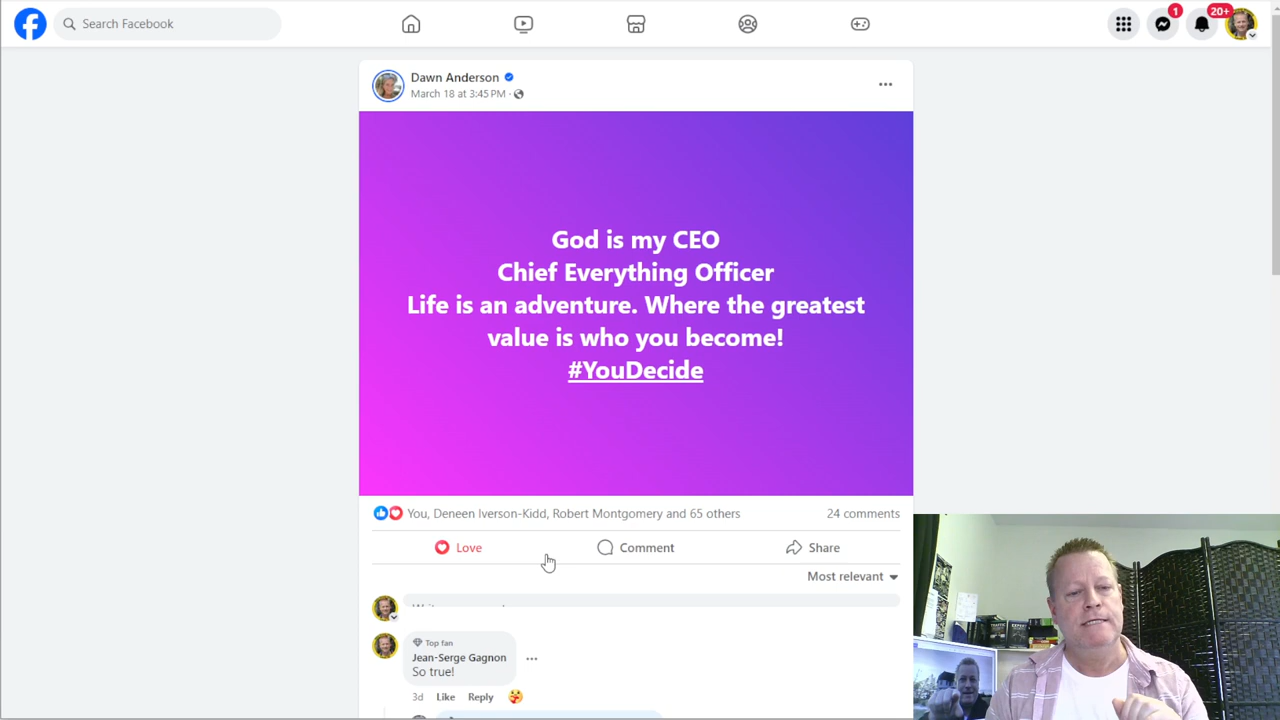 Search Facebook
1
20+
Dawn Anderson
March 18 at 3:45 PM ·
God is my CEO
Chief Everything Officer
Life is an adventure. Where the greatest
value is who you become!
#YouDecide
You, Deneen Iverson-Kidd, Robert Montgomery and 65 others
24 comments
Love
Comment
Share
Most relevant
Top fan
Jean-Serge Gagnon
So true!
3d Like Reply